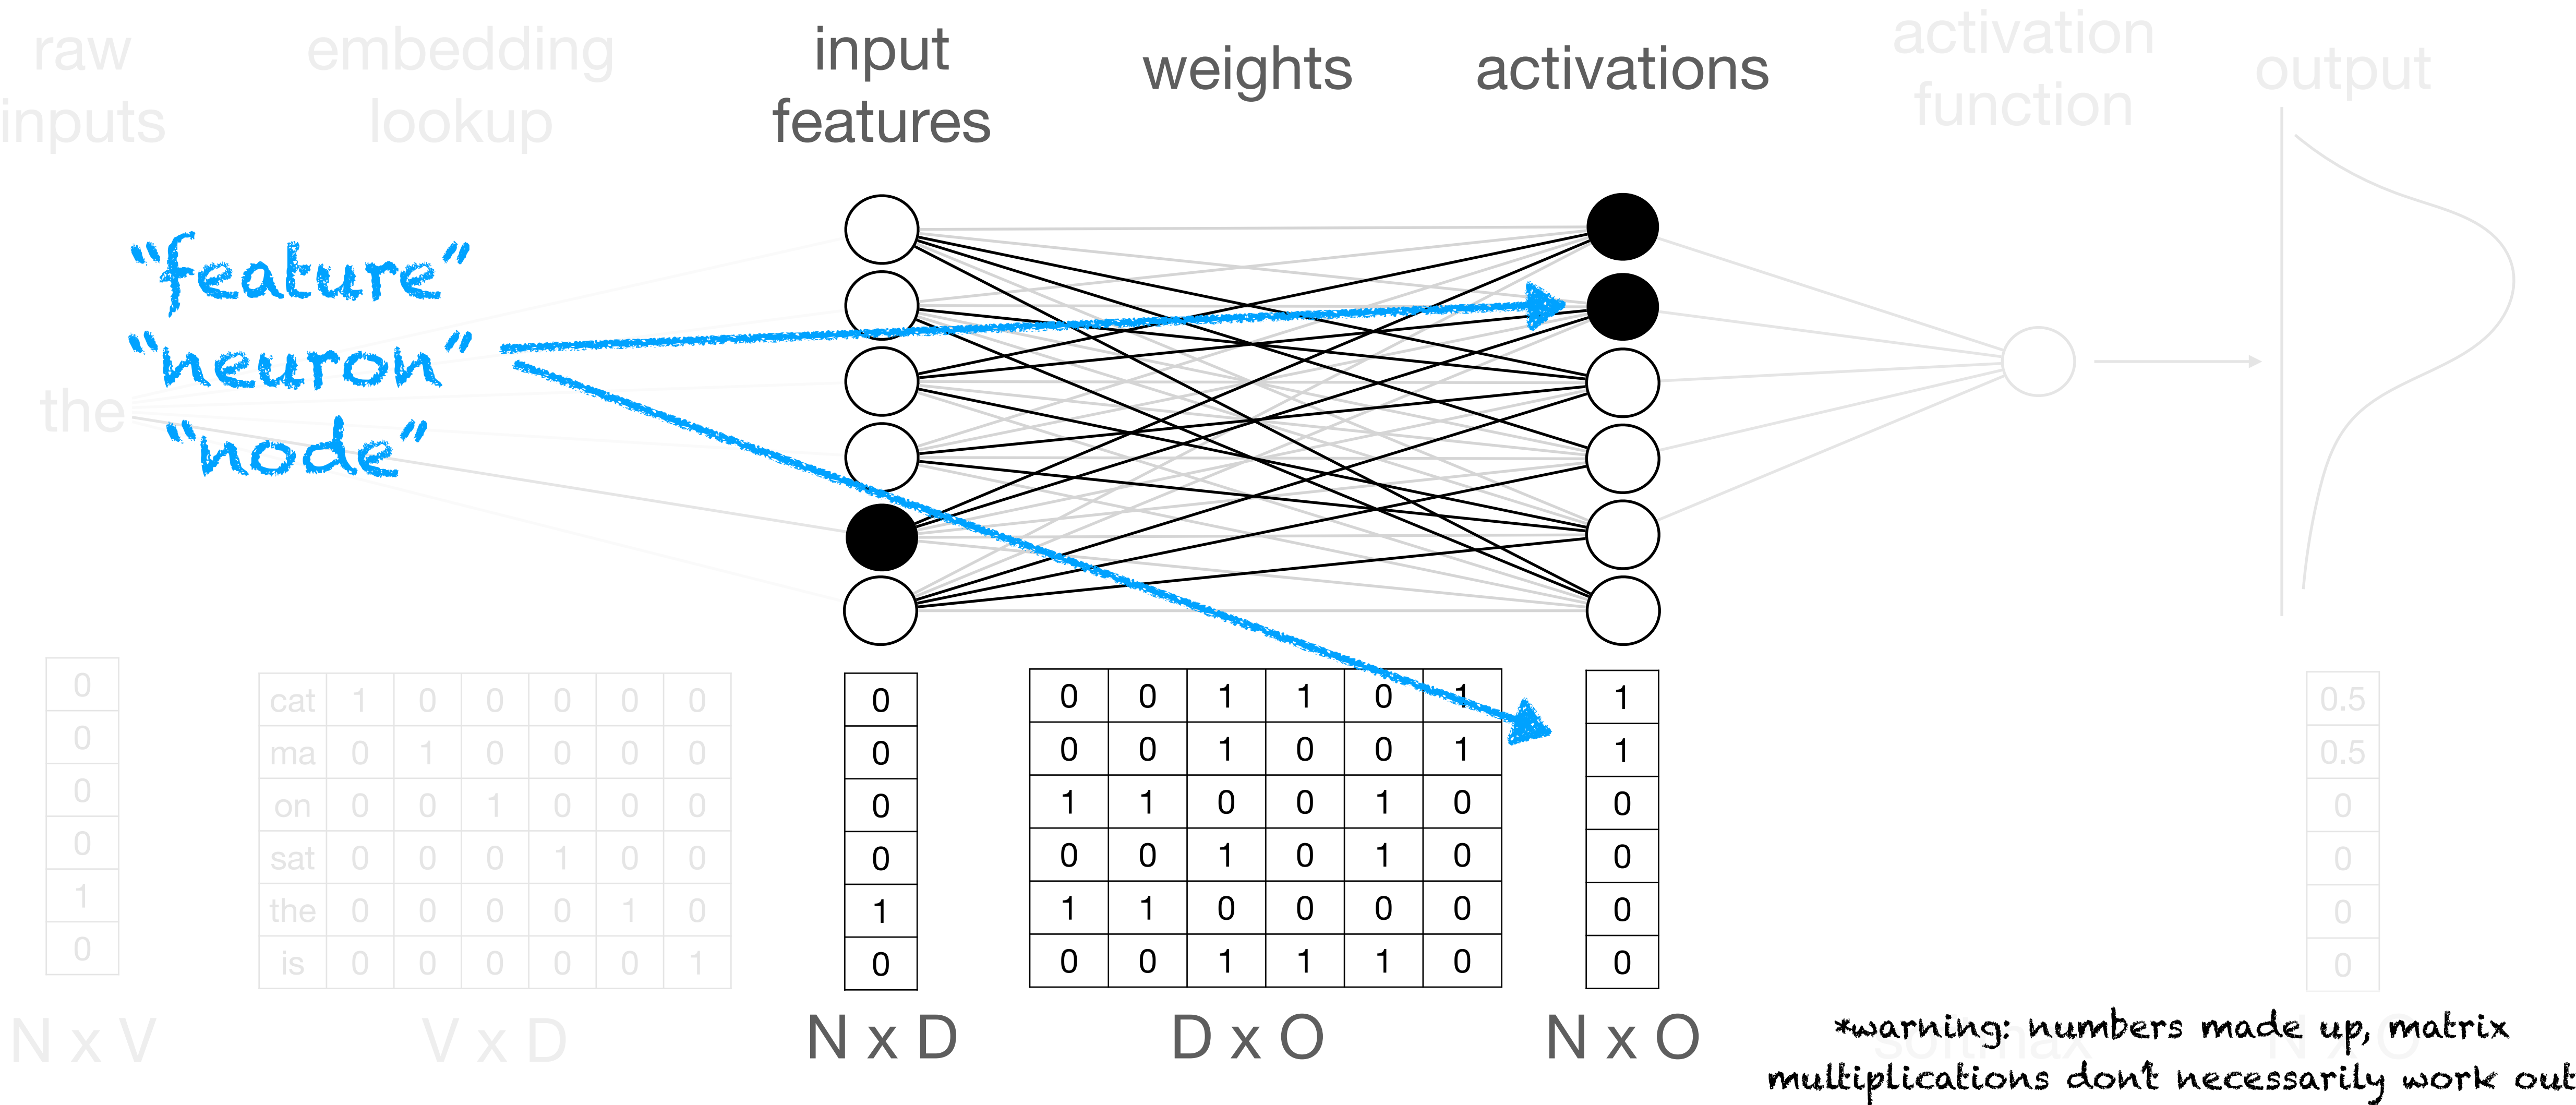 raw
inputs
embedding
lookup
input
features
weights
activations
activation
function
output
“feature”
“neuron”
“node”
the
0
0
0
0
1
0
cat 1 0 0 0 0 0
ma 0 1 0 0 0 0
on 0 0 1 0 0 0
sat 0 0 0 1 0 0
the 0 0 0 0 1 0
is 0 0 0 0 0 1
0
0
0
0
1
0
0 0 1 1 0 1
0 0 1 0 0 1
1 1 0 0 1 0
0 0 1 0 1 0
1 1 0 0 0 0
0 0 1 1 1 0
1
1
0
0
0
0
0.5
0.5
0
0
0
0
N x V
V x D
N x D
D x O
N x O
softmax
N x O
*warning: numbers made up, matrix
multiplications don't necessarily work out